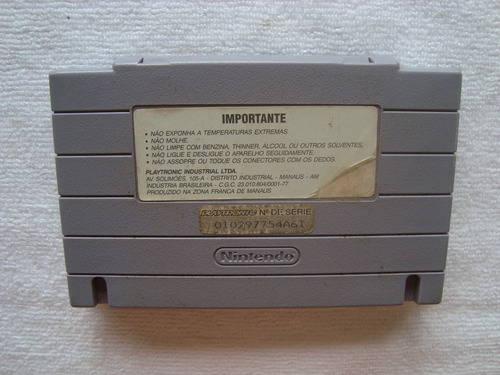 IMPORTANTE
• NÃO EXPONHA A TEMPERATURAS EXTREMAS.
• NÃO MOLHE.
• NÃO LIMPE COM BENZINA, THINNER, ÁLCOOL OU OUTROS SOLVENTES.
• NÃO LIGUE E DESLIGUE O APARELHO SEGUIDAMENTE.
• NÃO ASSOPRE OU TOQUE OS CONECTORES COM OS DEDOS.
PLAYTRONIC INDUSTRIAL LTDA.
AV. SOLIMÕES, 105-A - DISTRITO INDUSTRIAL - MANAUS - AM
INDÚSTRIA BRASILEIRA - C.G.C. 23.010.804/0001-77
PRODUZIDO NA ZONA FRANCA DE MANAUS
PLAYTRONIC Nº DE SÉRIE
010297754A61
Nintendo